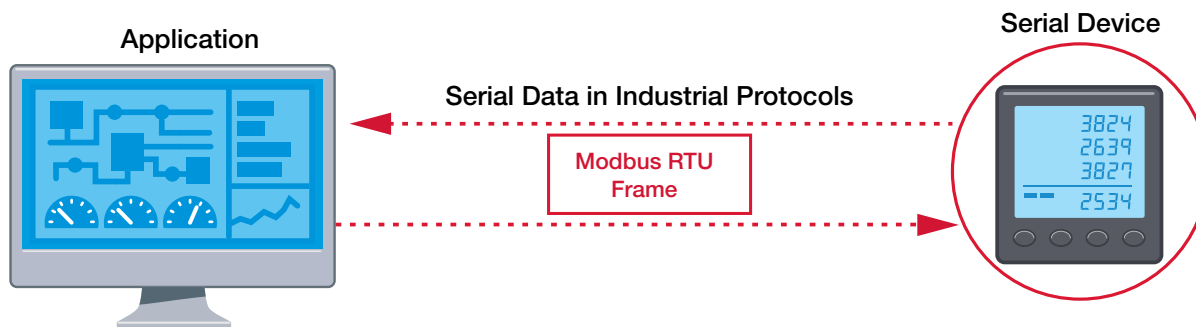 Serial Device
Application
Serial Data in Industrial Protocols
Modbus RTU
Frame
3824
2639
3827
2534